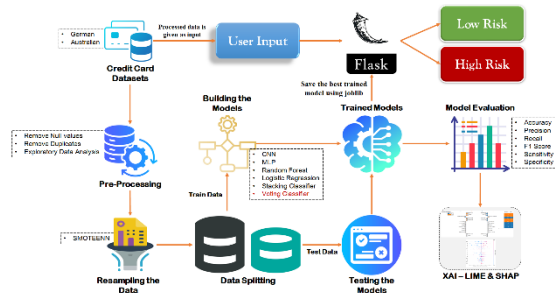 German
Australian
Credit Card
Datasets
Processed data is
given as input
User Input
Flask
Low Risk
High Risk
Save the best trained
model using joblib
Remove Null values
Remove Duplicates
Exploratory Data Analysis
Pre-Processing
Building the
Models
CNN
MLP
Random Forest
Logistic Regression
Stacking Classifier
Voting Classifier
Trained Models
Model Evaluation
Accuracy
Precision
Recall
F1 Score
Sensitivity
Specificity
Train Data
SMOTEENN
Resampling the
Data
Data Splitting
Test Data
Testing the
Models
XAI – LIME & SHAP